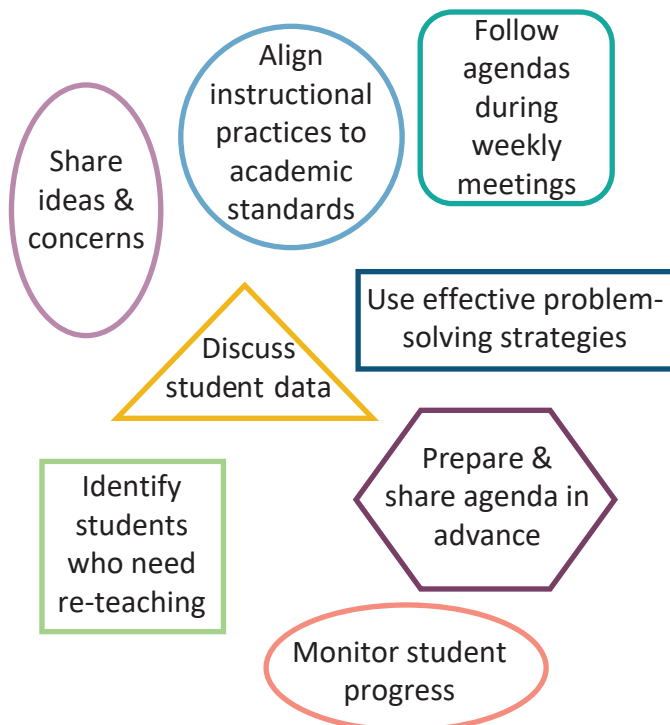 Share
ideas &
concerns
Align
instructional
practices to
academic
standards
Follow
agendas
during
weekly
meetings
Use effective problem-
solving strategies
Discuss
student data
Prepare &
share agenda in
advance
Identify
students
who need
re-teaching
Monitor student
progress